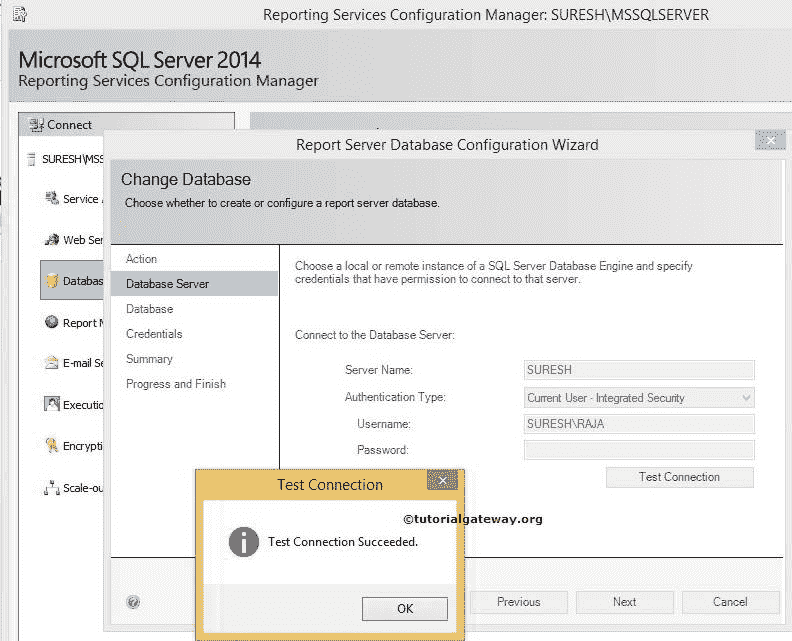 Reporting Services Configuration Manager: SURESH\MSSQLSERVER
Microsoft SQL Server 2014
Reporting Services Configuration Manager
Connect
SURESH\MSS
Service
Web Ser
Databas
Report M
E-mail Se
Executio
Encrypti
Scale-ou
Report Server Database Configuration Wizard
Change Database
Choose whether to create or configure a report server database.
Action
Database Server
Database
Credentials
Summary
Progress and Finish
Choose a local or remote instance of a SQL Server Database Engine and specify
credentials that have permission to connect to that server.
Connect to the Database Server:
Server Name: SURESH
Authentication Type: Current User - Integrated Security
Username: SURESH\RAJA
Password:
Test Connection
Test Connection
©tutorialgateway.org
Test Connection Succeeded.
OK
Previous Next Cancel